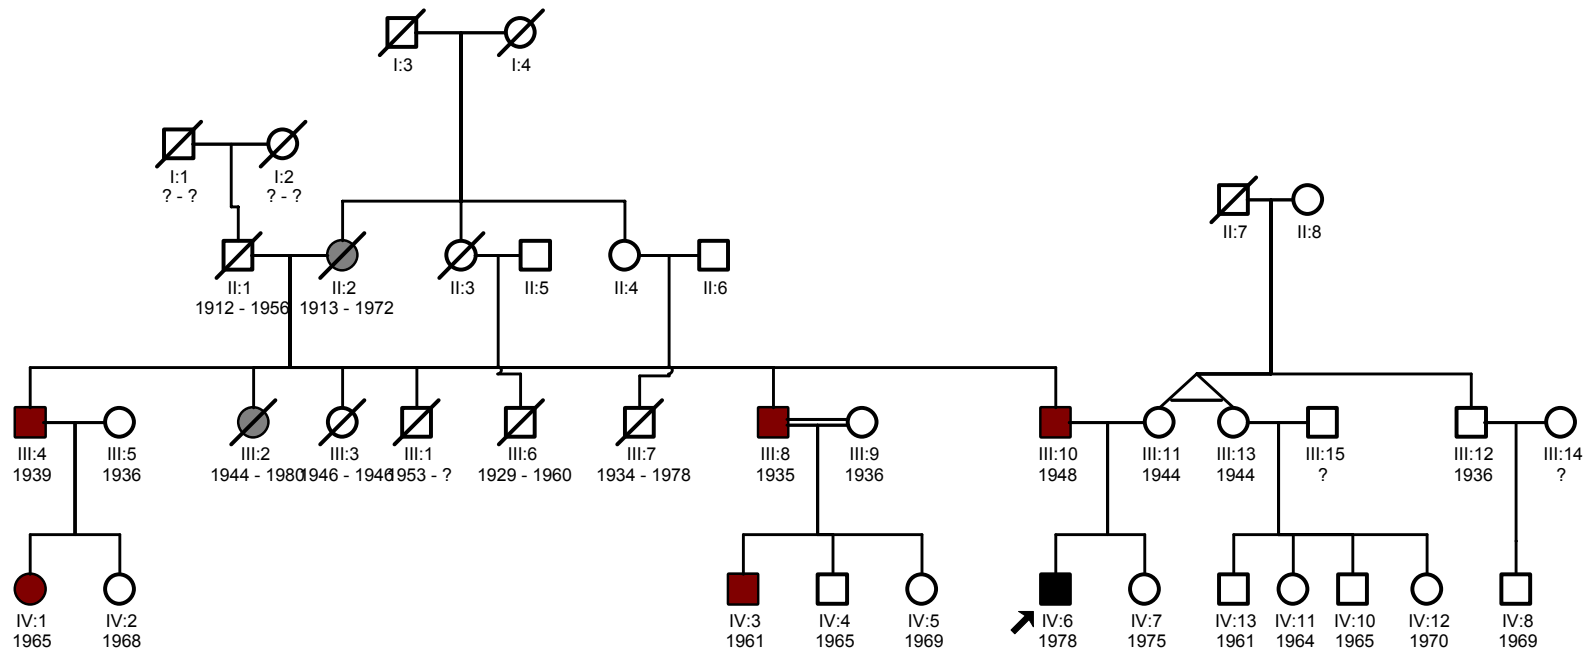 I:3 I:4
I:1 I:2
? - ? ? - ?
II:7 II:8
II:1 II:2 II:3 II:5 II:4 II:6
1912 - 1956 1913 - 1972
III:4 III:5 III:2 III:3 III:1 III:6 III:7 III:8 III:9 III:10 III:11 III:13 III:15 III:12 III:14
1939 1936 1944 - 1980 1946 - 1946 1953 - ? 1929 - 1960 1934 - 1978 1935 1936 1948 1944 1944 ? 1936 ?
IV:1 IV:2 IV:3 IV:4 IV:5 IV:6 IV:7 IV:13 IV:11 IV:10 IV:12 IV:8
1965 1968 1961 1965 1969 1978 1975 1961 1964 1965 1970 1969